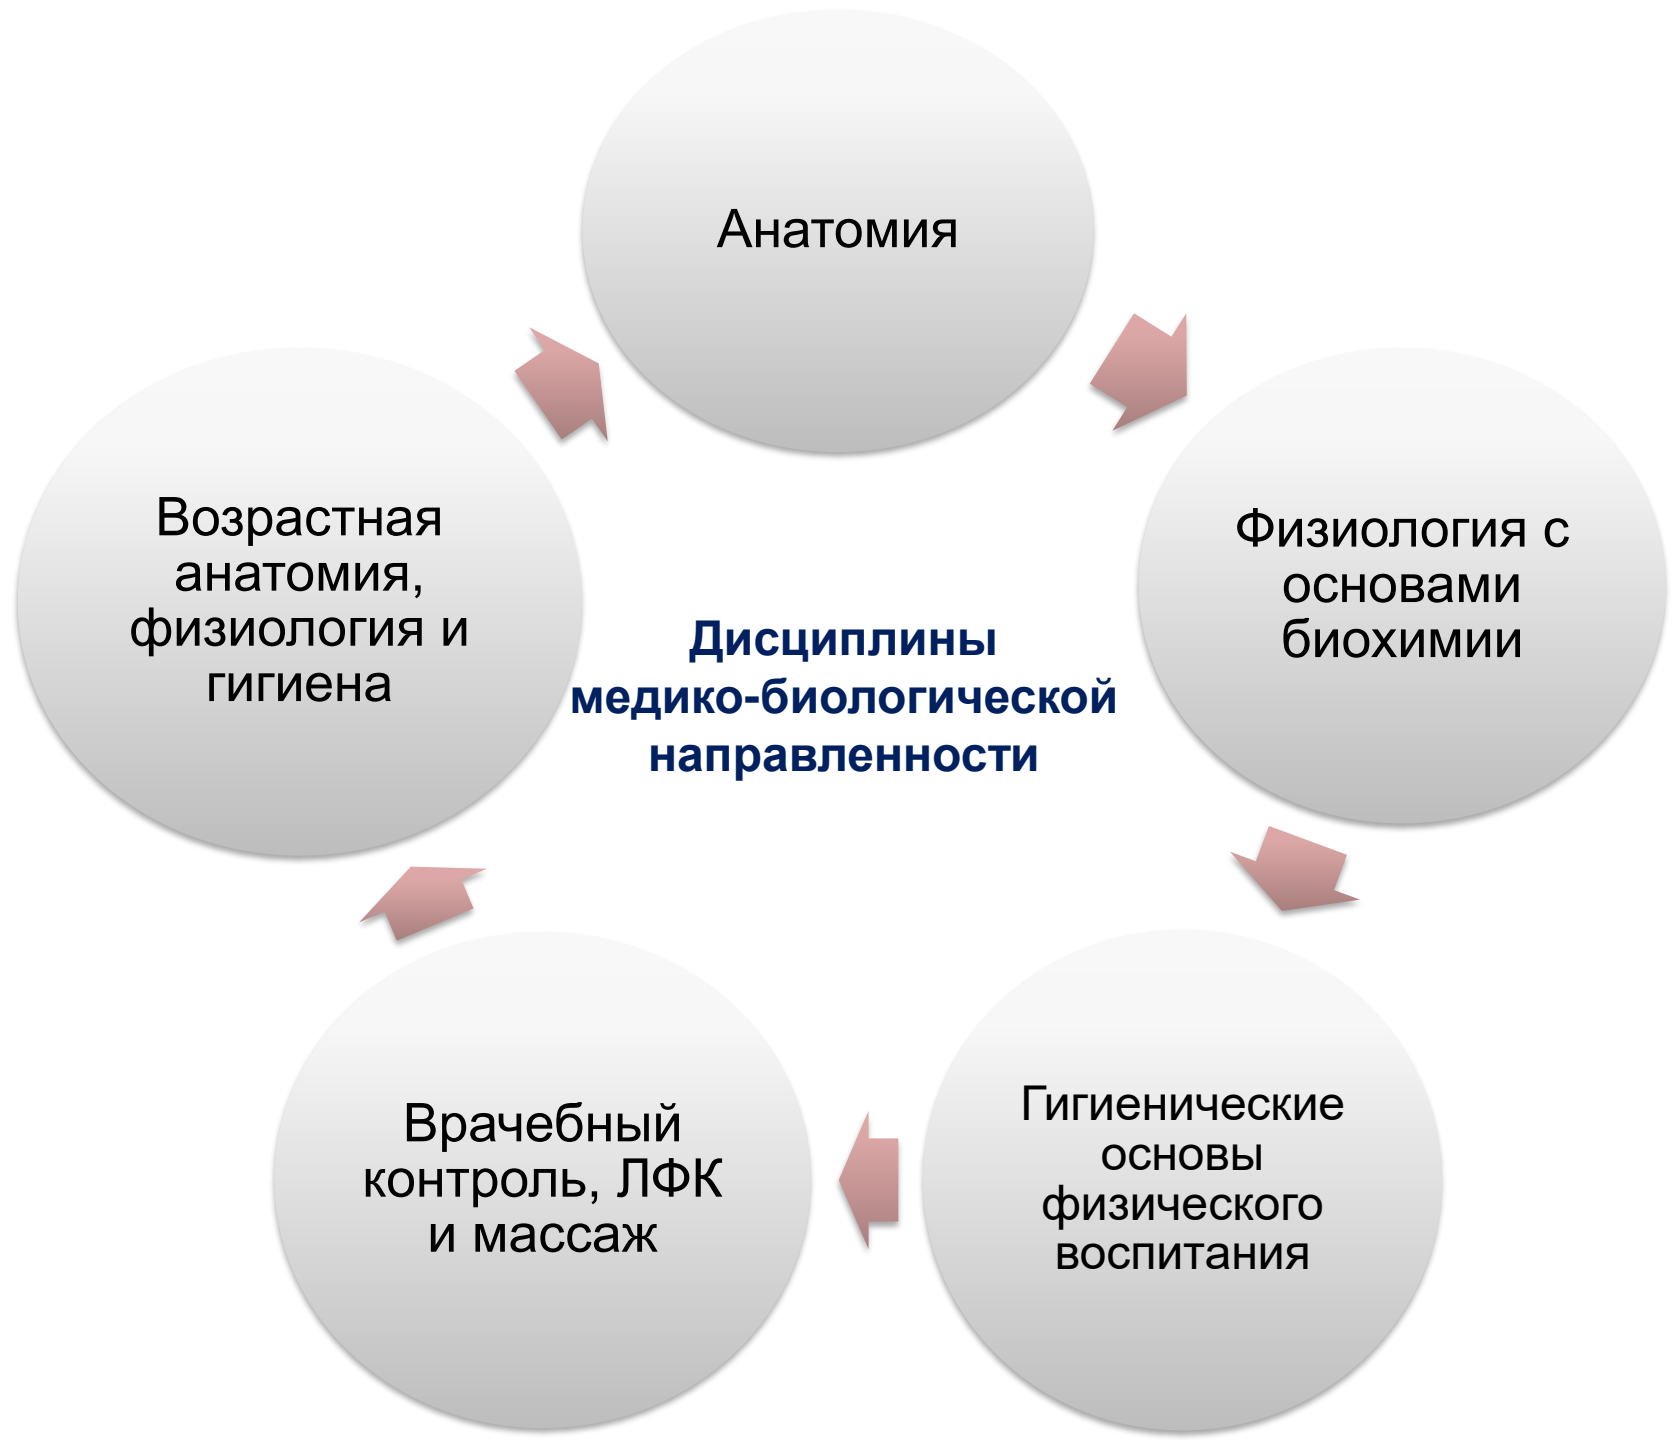 Анатомия
Физиология с
основами
биохимии
Гигиенические
основы
физического
воспитания
Врачебный
контроль, ЛФК
и массаж
Возрастная
анатомия,
физиология и
гигиена
Дисциплины
медико-биологической
направленности